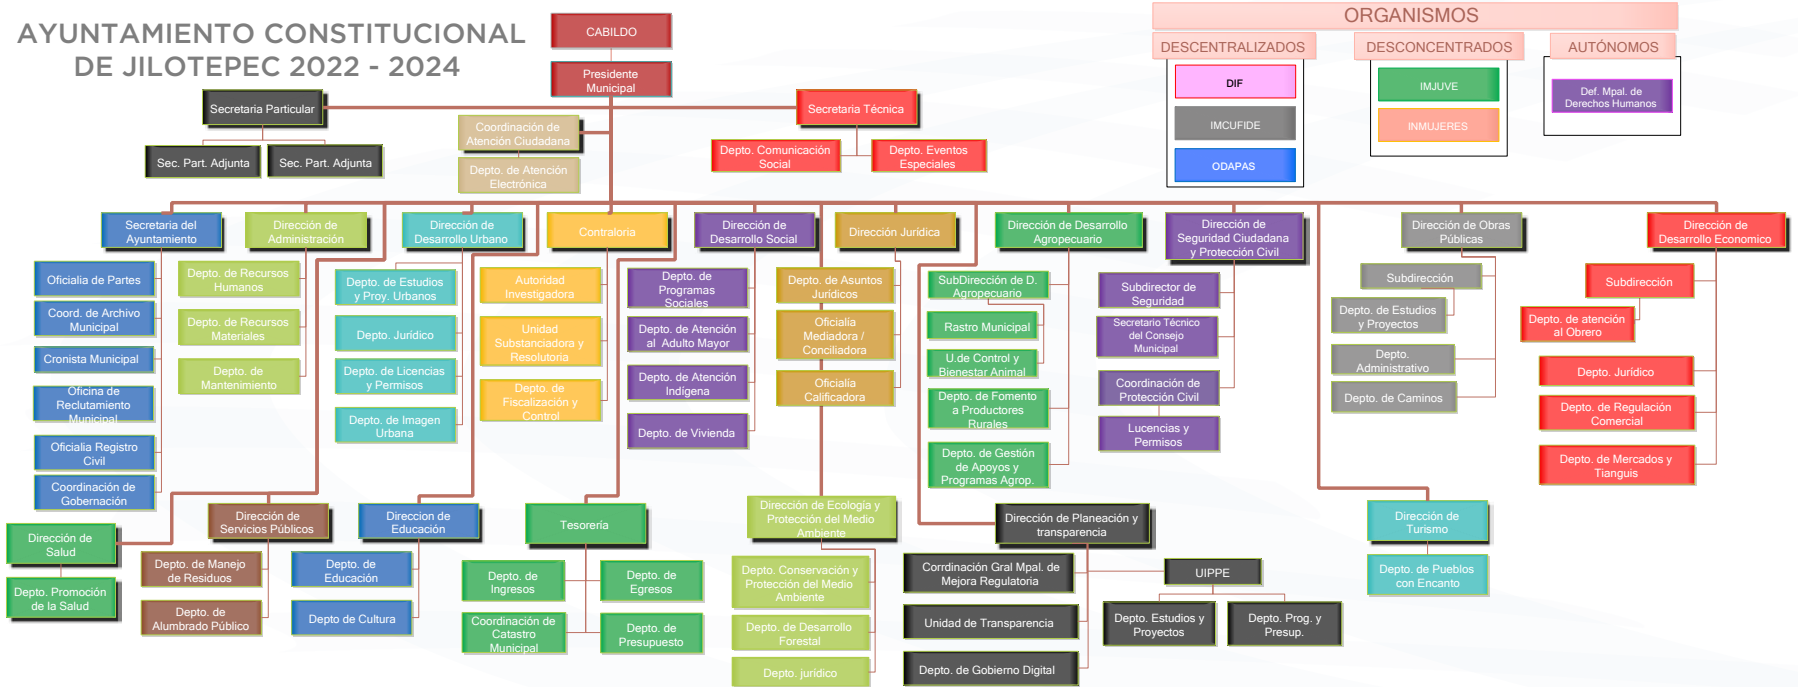 AYUNTAMIENTO CONSTITUCIONAL
DE JILOTEPEC 2022 - 2024
CABILDO
Presidente
Municipal
Secretaria Particular
Sec. Part. Adjunta
Sec. Part. Adjunta
Coordinación de
Atención Ciudadana
Depto. de Atención
Electrónica
Secretaria Técnica
Depto. Comunicación
Social
Depto. Eventos
Especiales
ORGANISMOS
DESCENTRALIZADOS
DIF
IMCUFIDE
ODAPAS
DESCONCENTRADOS
IMJUVE
INMUJERES
AUTÓNOMOS
Def. Mpal. de
Derechos Humanos
Secretaria del
Ayuntamiento
Oficialia de Partes
Coord. de Archivo
Municipal
Cronista Municipal
Oficina de
Reclutamiento
Municipal
Oficialia Registro
Civil
Coordinación de
Gobernación
Dirección de
Administración
Depto. de Recursos
Humanos
Depto. de Recursos
Materiales
Depto. de
Mantenimiento
Dirección de
Desarrollo Urbano
Depto. de Estudios
y Proy. Urbanos
Depto. Jurídico
Depto. de Licencias
y Permisos
Depto. de Imagen
Urbana
Contraloria
Autoridad
Investigadora
Unidad
Substanciadora y
Resolutoria
Depto. de
Fiscalización y
Control
Dirección de
Desarrollo Social
Depto. de
Programas
Sociales
Depto. de Atención
al Adulto Mayor
Depto. de Atención
Indígena
Depto. de Vivienda
Dirección Jurídica
Depto. de Asuntos
Jurídicos
Oficialía
Mediadora /
Conciliadora
Oficialía
Calificadora
Dirección de Desarrollo
Agropecuario
SubDirección de D.
Agropecuario
Rastro Municipal
U.de Control y
Bienestar Animal
Depto. de Fomento
a Productores
Rurales
Depto. de Gestión
de Apoyos y
Programas Agrop.
Dirección de
Seguridad Ciudadana
y Protección Civil
Subdirector de
Seguridad
Secretario Técnico
del Consejo
Municipal
Coordinación de
Protección Civil
Lucencias y
Permisos
Dirección de Obras
Públicas
Subdirección
Depto. de Estudios
y Proyectos
Depto.
Administrativo
Depto. de Caminos
Dirección de
Desarrollo Economico
Subdirección
Depto. de atención
al Obrero
Depto. Jurídico
Depto. de Regulación
Comercial
Depto. de Mercados y
Tianguis
Dirección de
Salud
Depto. Promoción
de la Salud
Dirección de
Servicios Públicos
Depto. de Manejo
de Residuos
Depto. de
Alumbrado Público
Direccion de
Educación
Depto. de
Educación
Depto de Cultura
Tesorería
Depto. de
Ingresos
Depto. de
Egresos
Coordinación de
Catastro
Municipal
Depto. de
Presupuesto
Dirección de Ecología y
Protección del Medio
Ambiente
Depto. Conservación y
Protección del Medio
Ambiente
Depto. de Desarrollo
Forestal
Depto. jurídico
Dirección de Planeación y
transparencia
Corrdinación Gral Mpal. de
Mejora Regulatoria
Unidad de Transparencia
Depto. de Gobierno Digital
UIPPE
Depto. Estudios y
Proyectos
Depto. Prog. y
Presup.
Dirección de
Turismo
Depto. de Pueblos
con Encanto